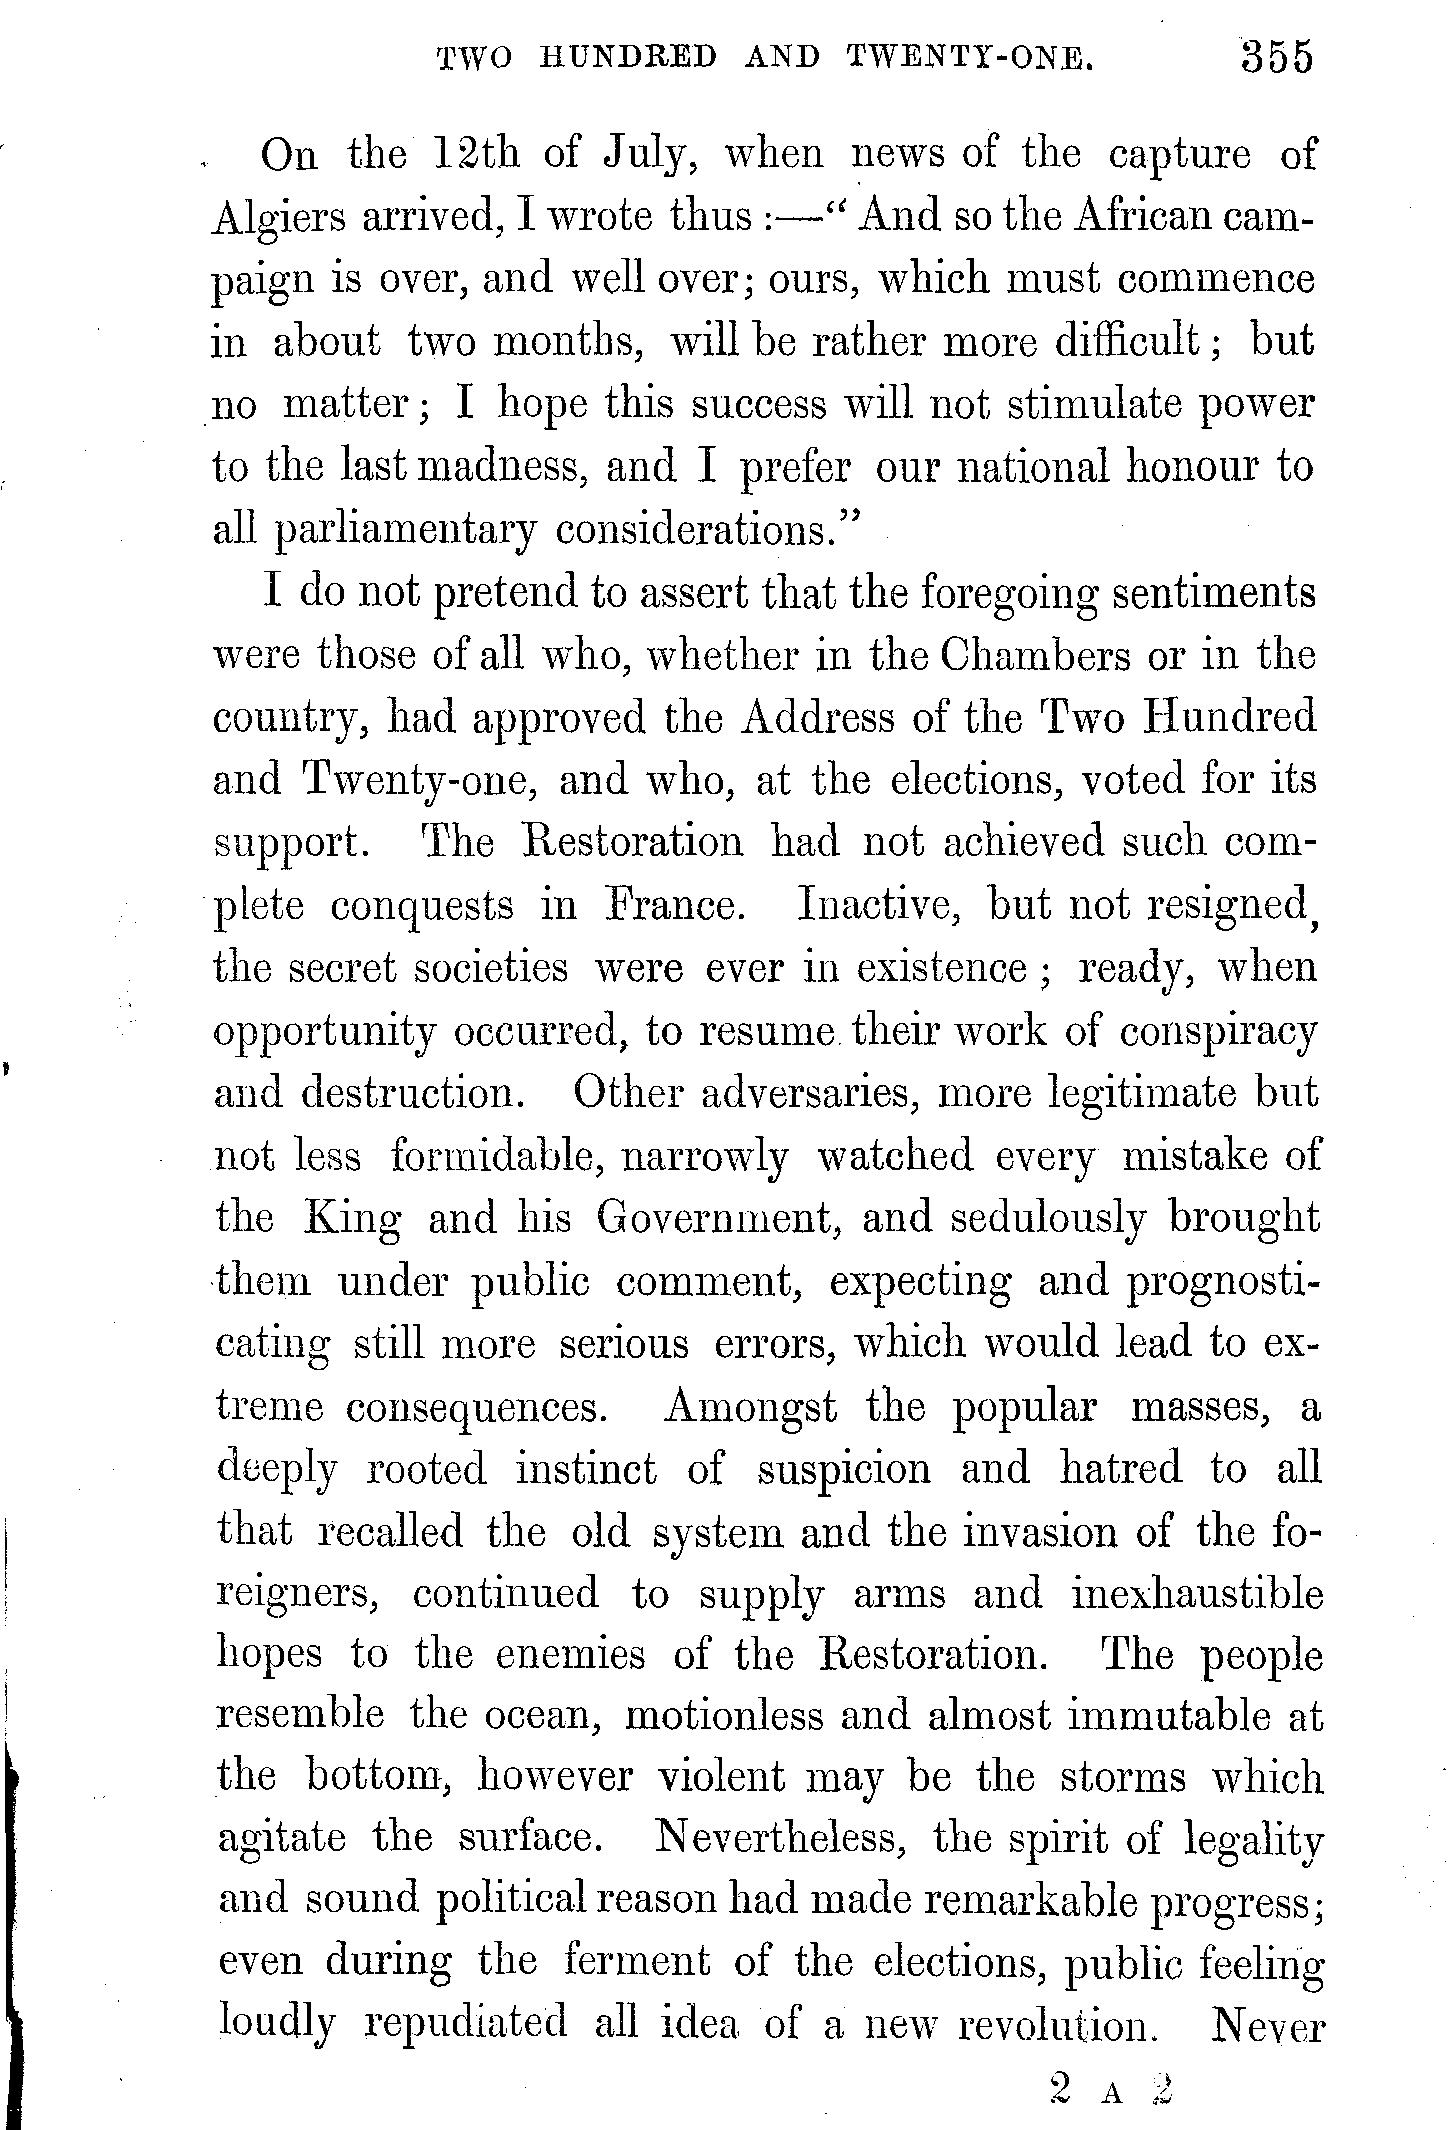 TWO HUNDRED AND TWENTY-ONE. 355
On the 12th of July, when news of the capture of
Algiers arrived, I wrote thus :—“ And so the African cam-
paign is over, and well over; ours, which must commence
in about two months, will be rather more difficult ; but
no matter ; I hope this success will not stimulate power
to the last madness, and I prefer our national honour to
all parliamentary considerations.”
I do not pretend to assert that the foregoing sentiments
were those of all who, whether in the Chambers or in the
country, had approved the Address of the Two Hundred
and Twenty-one, and who, at the elections, voted for its
support. The Restoration had not achieved such com-
plete conquests in France. Inactive, but not resigned,
the secret societies were ever in existence ; ready, when
opportunity occurred, to resume their work of conspiracy
and destruction. Other adversaries, more legitimate but
not less formidable, narrowly watched every mistake of
the King and his Government, and sedulously brought
them under public comment, expecting and prognosti-
cating still more serious errors, which would lead to ex-
treme consequences. Amongst the popular masses, a
deeply rooted instinct of suspicion and hatred to all
that recalled the old system and the invasion of the fo-
reigners, continued to supply arms and inexhaustible
hopes to the enemies of the Restoration. The people
resemble the ocean, motionless and almost immutable at
the bottom, however violent may be the storms which
agitate the surface. Nevertheless, the spirit of legality
and sound political reason had made remarkable progress;
even during the ferment of the elections, public feeling
loudly repudiated all idea of a new revolution. Never
2 A 2